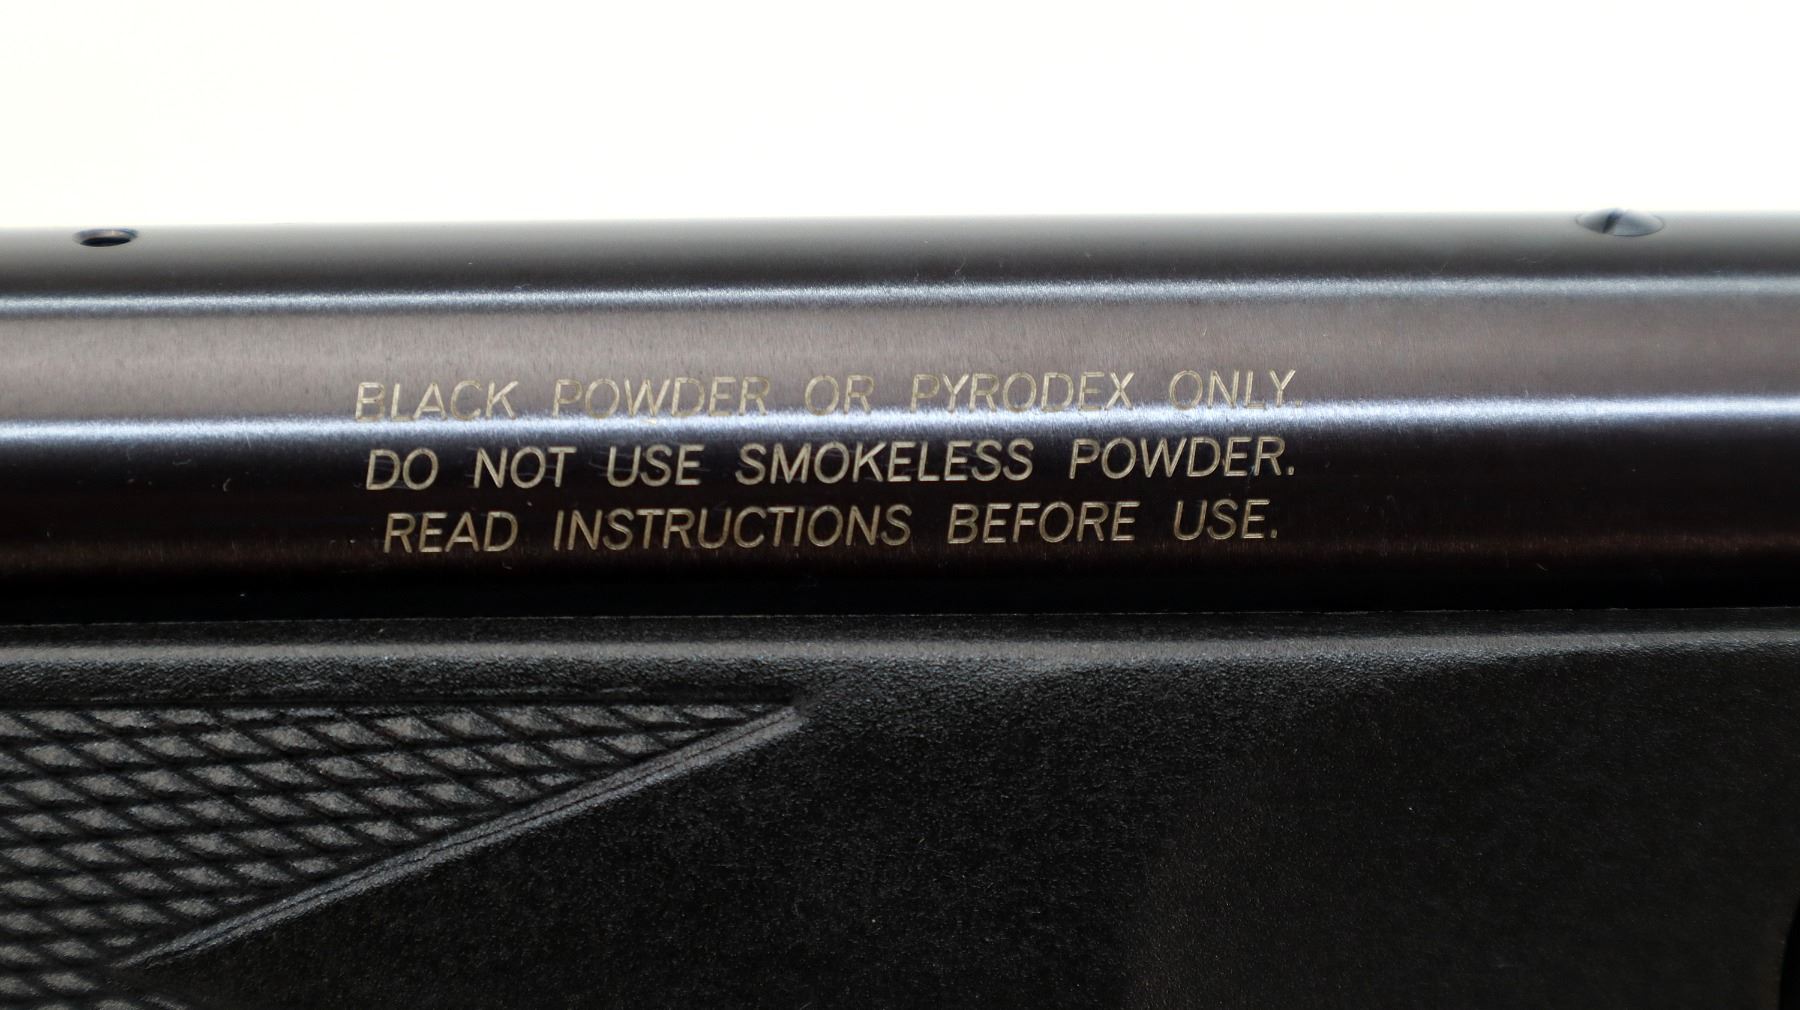 BLACK POWDER OR PYRODEX ONLY.
DO NOT USE SMOKELESS POWDER.
READ INSTRUCTIONS BEFORE USE.